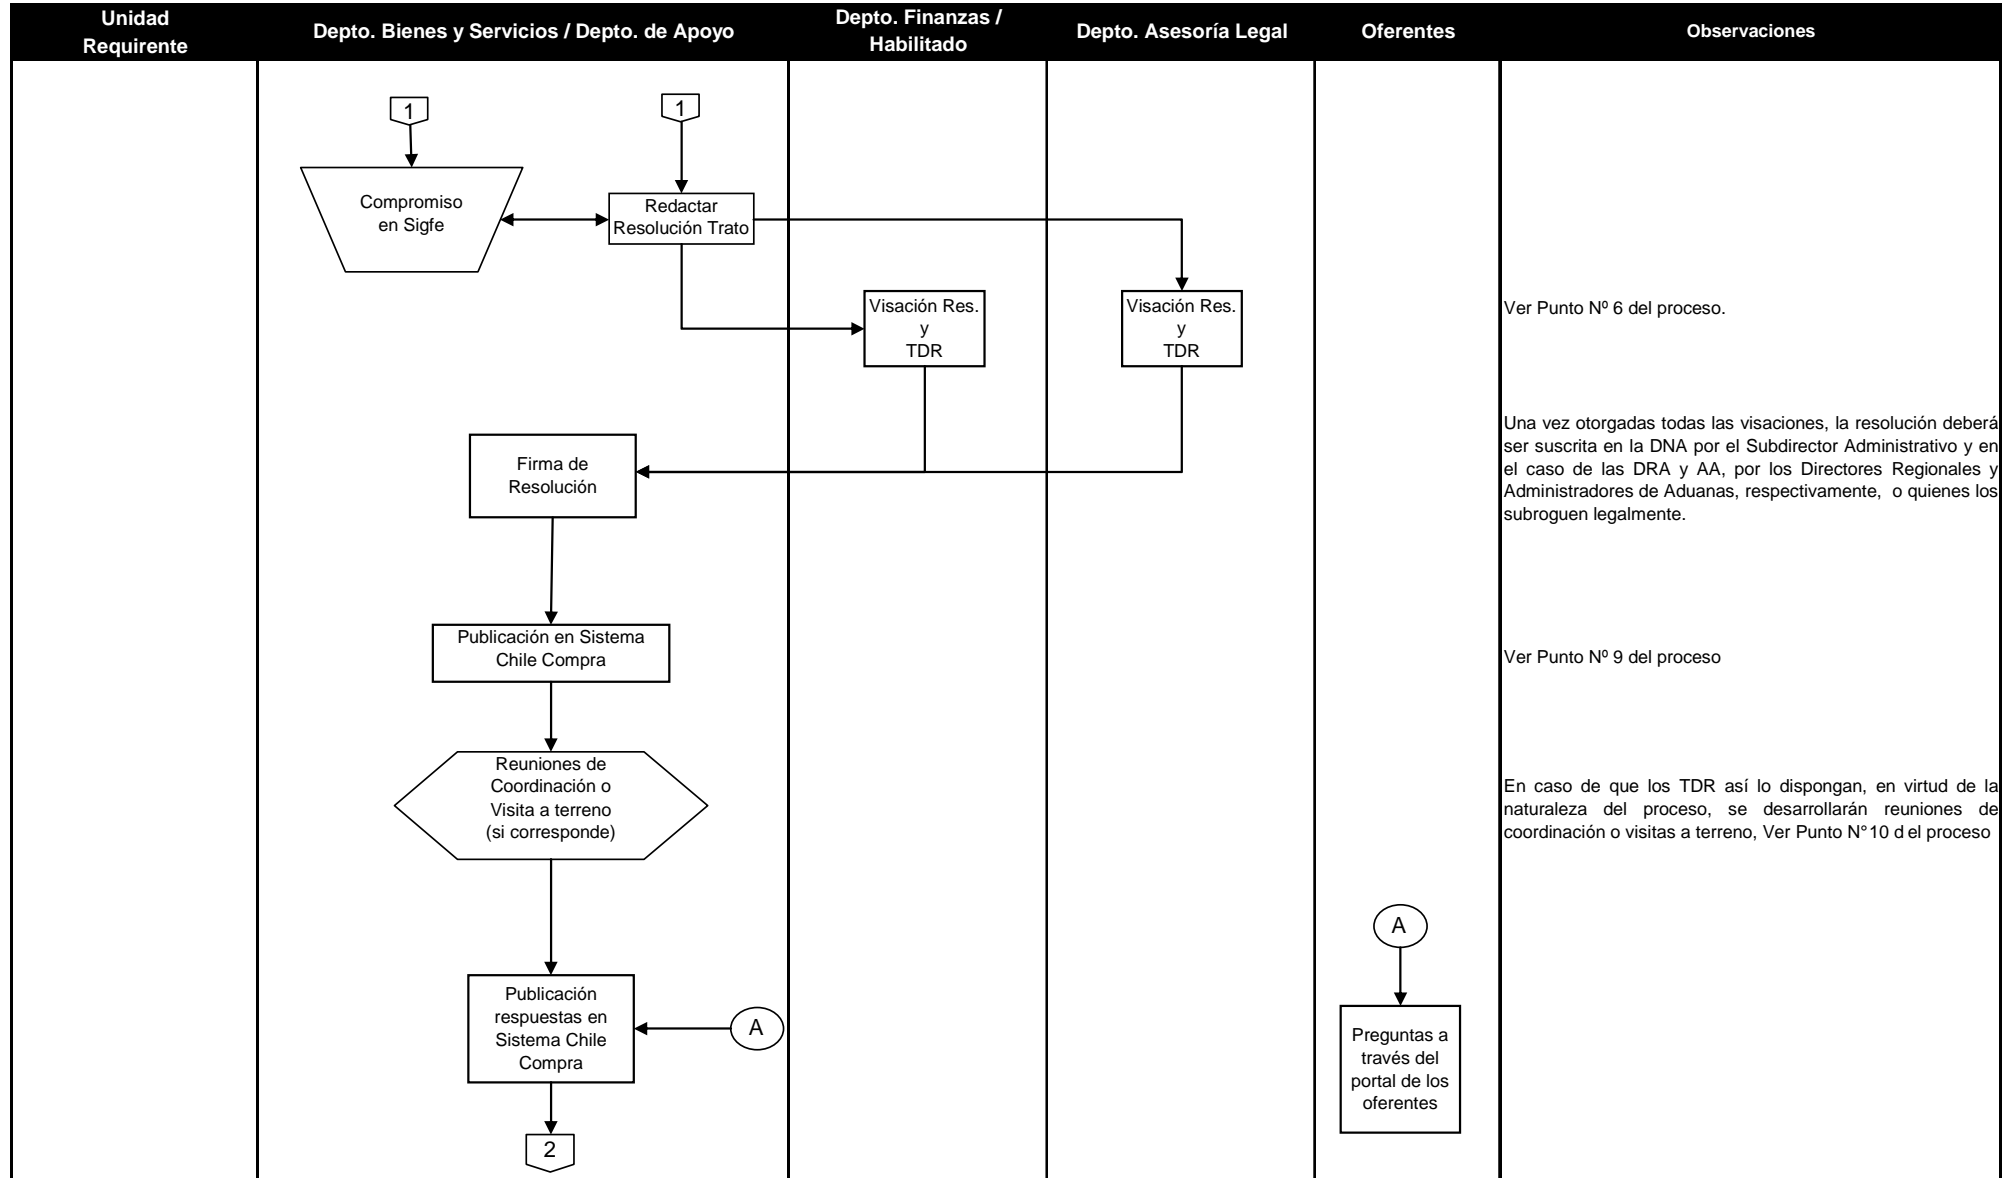 Unidad
Requirente
Depto. Bienes y Servicios / Depto. de Apoyo
Depto. Finanzas /
Habilitado
Depto. Asesoría Legal
Oferentes
Observaciones
1
1
Compromiso
en Sigfe
Redactar
Resolución Trato
Visación Res.
y
TDR
Visación Res.
y
TDR
Ver Punto Nº 6 del proceso.
Firma de
Resolución
Una vez otorgadas todas las visaciones, la resolución deberá
ser suscrita en la DNA por el Subdirector Administrativo y en
el caso de las DRA y AA, por los Directores Regionales y
Administradores de Aduanas, respectivamente, o quienes los
subroguen legalmente.
Publicación en Sistema
Chile Compra
Ver Punto Nº 9 del proceso
Reuniones de
Coordinación o
Visita a terreno
(si corresponde)
En caso de que los TDR así lo dispongan, en virtud de la
naturaleza del proceso, se desarrollarán reuniones de
coordinación o visitas a terreno, Ver Punto N°10 d el proceso
A
Publicación
respuestas en
Sistema Chile
Compra
A
Preguntas a
través del
portal de los
oferentes
2